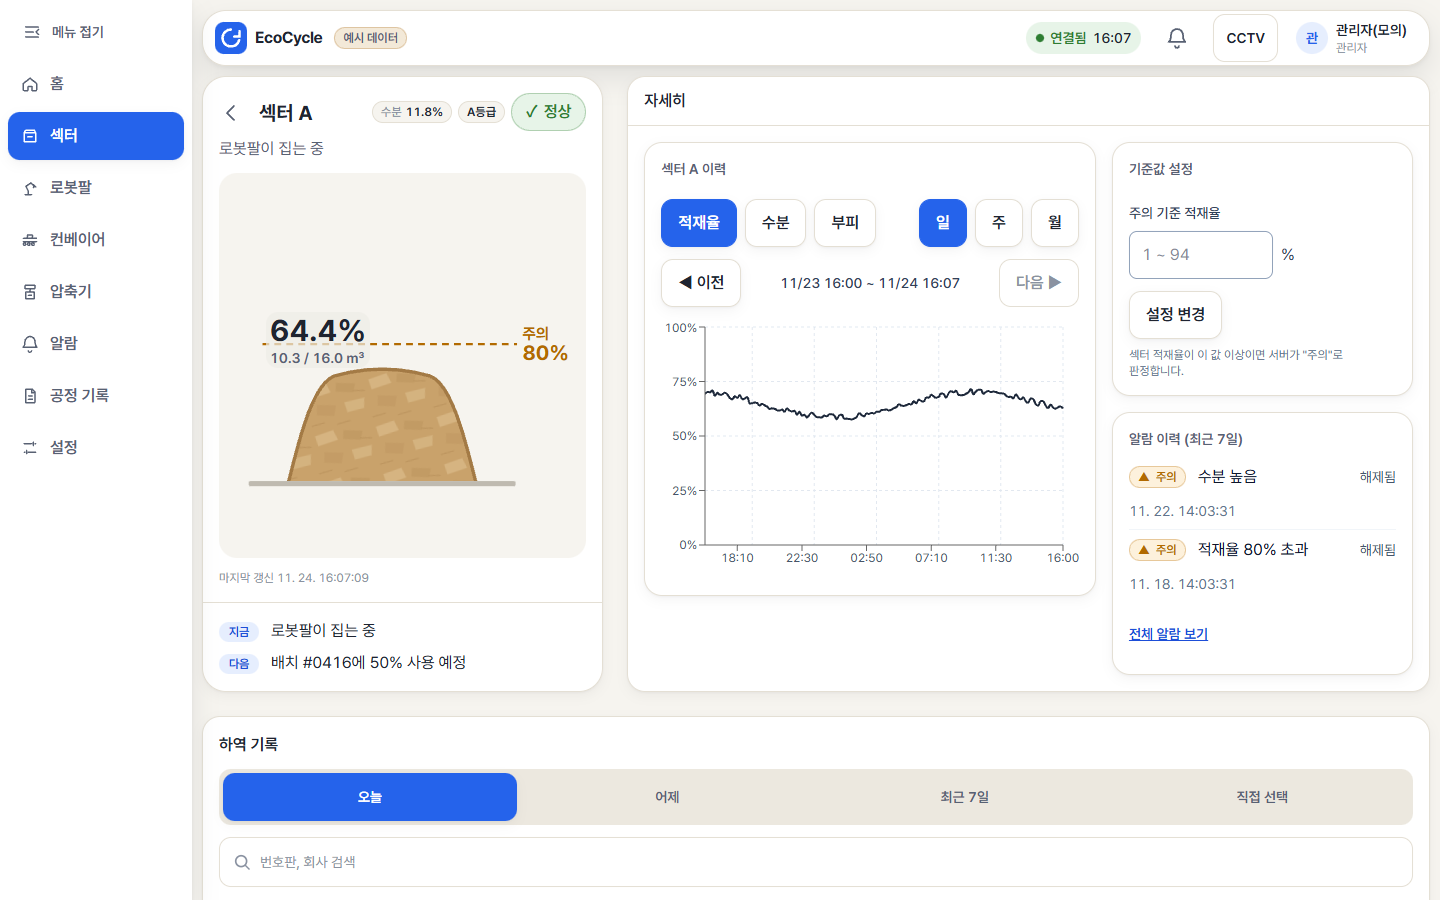 메뉴 접기
홈
섹터
로봇팔
컨베이어
압축기
알람
공정 기록
설정
EcoCycle
예시 데이터
연결됨 16:07
CCTV
관
관리자(모의)
관리자
섹터 A
수분 11.8%
A등급
✓ 정상
로봇팔이 집는 중
64.4%
10.3 / 16.0 m³
주의
80%
마지막 갱신 11. 24. 16:07:09
지금 로봇팔이 집는 중
다음 배치 #0416에 50% 사용 예정
자세히
섹터 A 이력
적재율 수분 부피 일 주 월
◀ 이전 11/23 16:00 ~ 11/24 16:07 다음 ▶
100%
75%
50%
25%
0%
18:10 22:30 02:50 07:10 11:30 16:00
기준값 설정
주의 기준 적재율
1 ~ 94 %
설정 변경
섹터 적재율이 이 값 이상이면 서버가 "주의"로
판정합니다.
알람 이력 (최근 7일)
▲ 주의 수분 높음 해제됨
11. 22. 14:03:31
▲ 주의 적재율 80% 초과 해제됨
11. 18. 14:03:31
전체 알람 보기
하역 기록
오늘 어제 최근 7일 직접 선택
번호판, 회사 검색